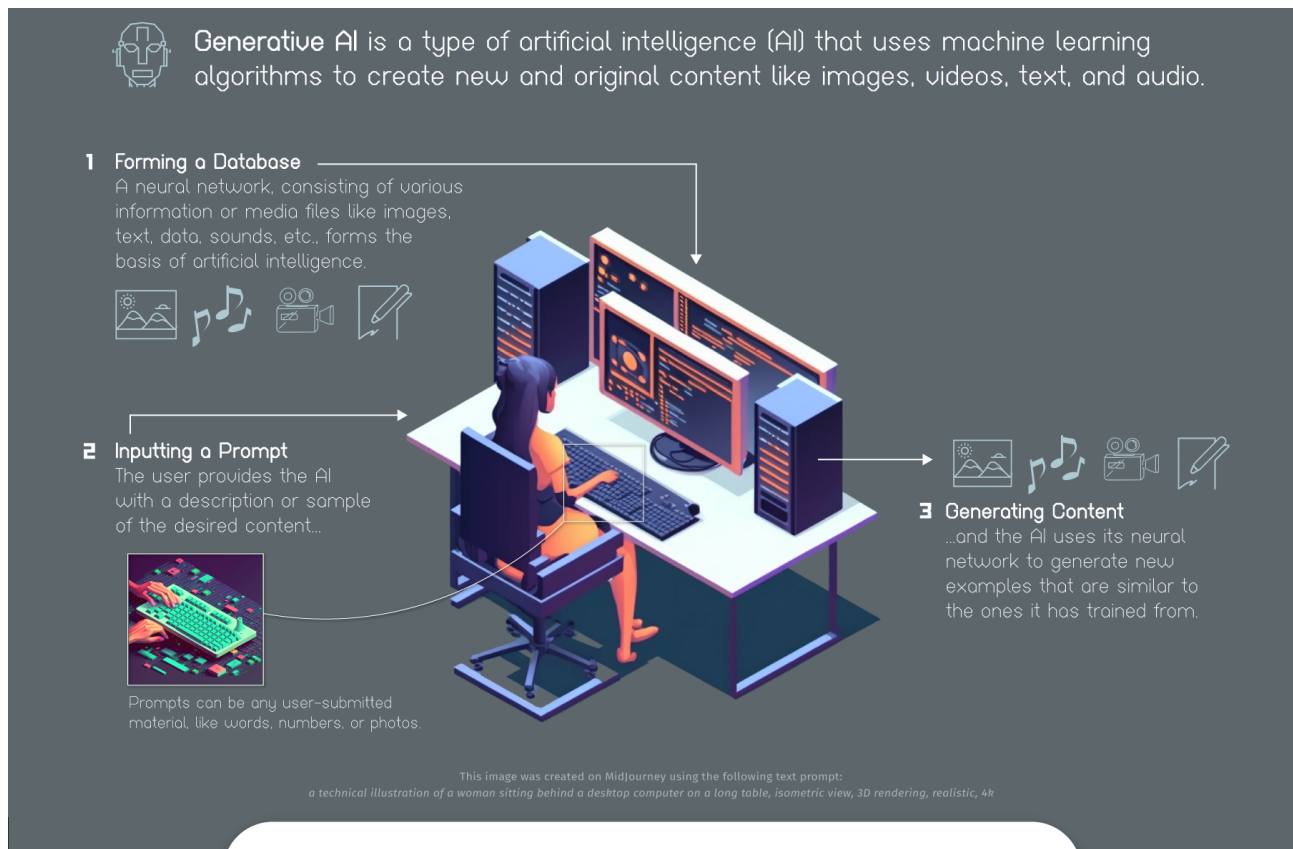 Generative AI is a type of artificial intelligence (AI) that uses machine learning
algorithms to create new and original content like images, videos, text, and audio.
1 Forming a Database
A neural network, consisting of various
information or media files like images,
text, data, sounds, etc., forms the
basis of artificial intelligence.
2 Inputting a Prompt
The user provides the AI
with a description or sample
of the desired content...
Prompts can be any user-submitted
material, like words, numbers, or photos.
3 Generating Content
...and the AI uses its neural
network to generate new
examples that are similar to
the ones it has trained from.
This image was created on MidJourney using the following text prompt:
a technical illustration of a woman sitting behind a desktop computer on a long table, isometric view, 3D rendering, realistic, 4k